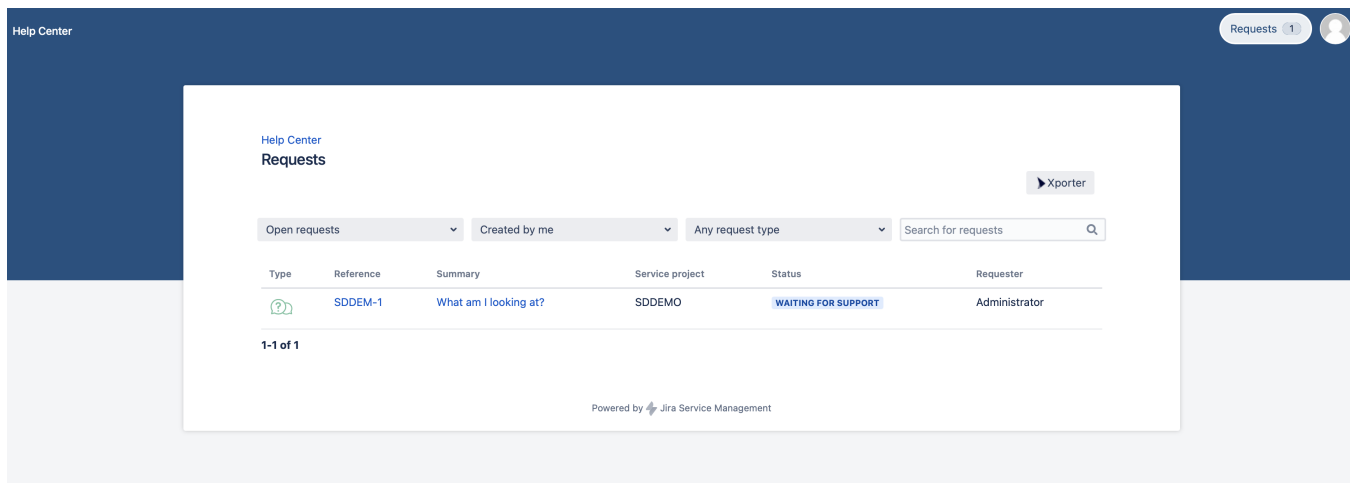 Help Center
Requests 1
Help Center
Requests
Xporter
Open requests Created by me Any request type Search for requests
Type Reference Summary Service project Status Requester
SDDEM-1 What am I looking at? SDDEMO WAITING FOR SUPPORT Administrator
1-1 of 1
Powered by Jira Service Management